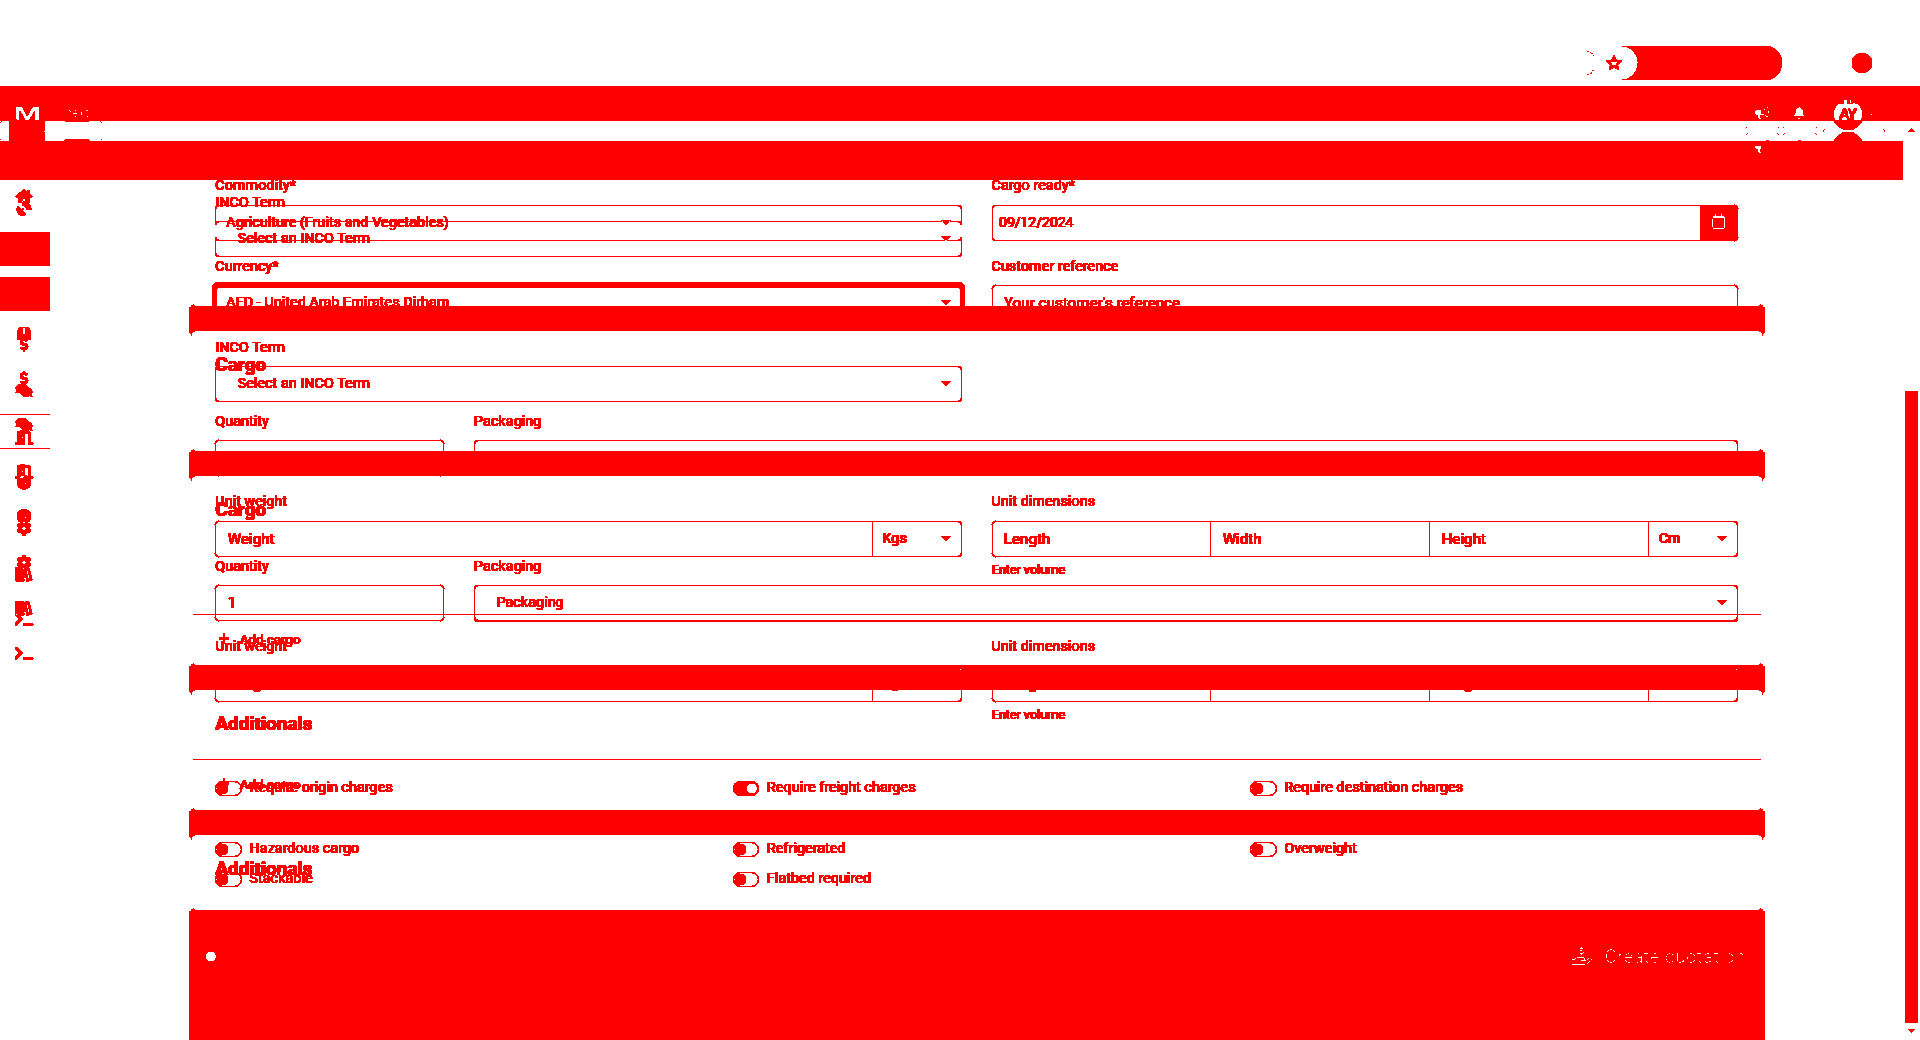 M
AY
Commodity* Cargo ready*
INCO Term
Agriculture (Fruits and Vegetables) 09/12/2024
Select an INCO Term
Currency* Customer reference
AED - United Arab Emirates Dirham Your customer's reference
INCO Term
Cargo
Select an INCO Term
Quantity Packaging
Unit weight Unit dimensions
Cargo
Weight Kgs Length Width Height Cm
Quantity Packaging Enter volume
1 Packaging
+ Add cargo
Unit weight Unit dimensions
Additionals Enter volume
Add cargo
Require origin charges Require freight charges Require destination charges
Hazardous cargo Refrigerated Overweight
Additionals
Stackable Flatbed required
Create quotation